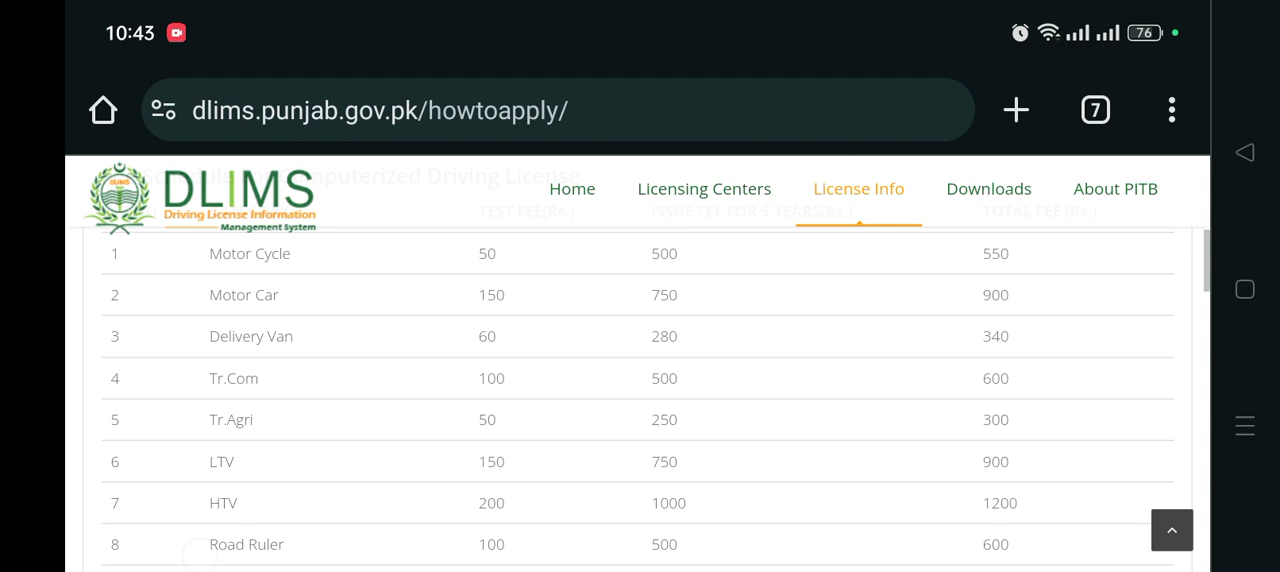 10:43
76
dlims.punjab.gov.pk/howtoapply/
7
DLIMS
Driving License Information
Management System
Home Licensing Centers License Info Downloads About PITB
Computerized Driving License
TEST FEE(Rs.) ISSUE FEE FOR 5 YEARS(Rs.) TOTAL FEE (Rs.)
1 Motor Cycle 50 500 550
2 Motor Car 150 750 900
3 Delivery Van 60 280 340
4 Tr.Com 100 500 600
5 Tr.Agri 50 250 300
6 LTV 150 750 900
7 HTV 200 1000 1200
8 Road Ruler 100 500 600